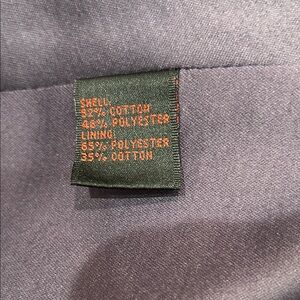 SHELL:
52% COTTON
48% POLYESTER
LINING:
65% POLYESTER
35% COTTON